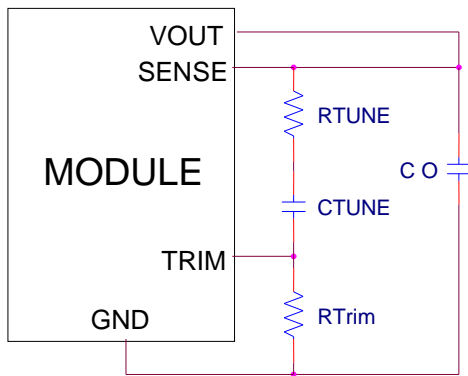 VOUT
SENSE
RTUNE
MODULE
C O
CTUNE
TRIM
GND
RTrim